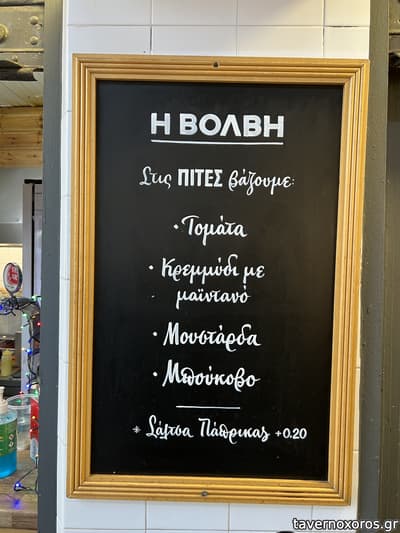 Η ΒΟΛΒΗ
Στις ΠΙΤΕΣ βάζουμε:
• Τομάτα
• Κρεμμύδι με
μαϊντανό
• Μουστάρδα
• Μπούκοβο
* Σάλτσα Πάπρικας +0.20
tavernoxoros.gr